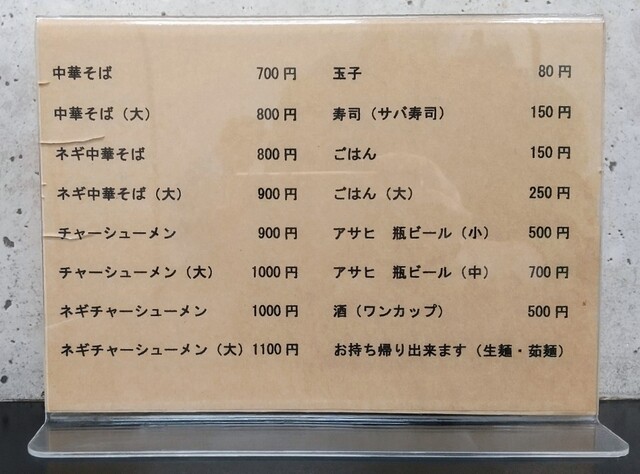 中華そば 700円
中華そば（大） 800円
ネギ中華そば 800円
ネギ中華そば（大） 900円
チャーシューメン 900円
チャーシューメン（大） 1000円
ネギチャーシューメン 1000円
ネギチャーシューメン（大） 1100円
玉子 80円
寿司（サバ寿司） 150円
ごはん 150円
ごはん（大） 250円
アサヒ　瓶ビール（小） 500円
アサヒ　瓶ビール（中） 700円
酒（ワンカップ） 500円
お持ち帰り出来ます（生麺・茹麺）